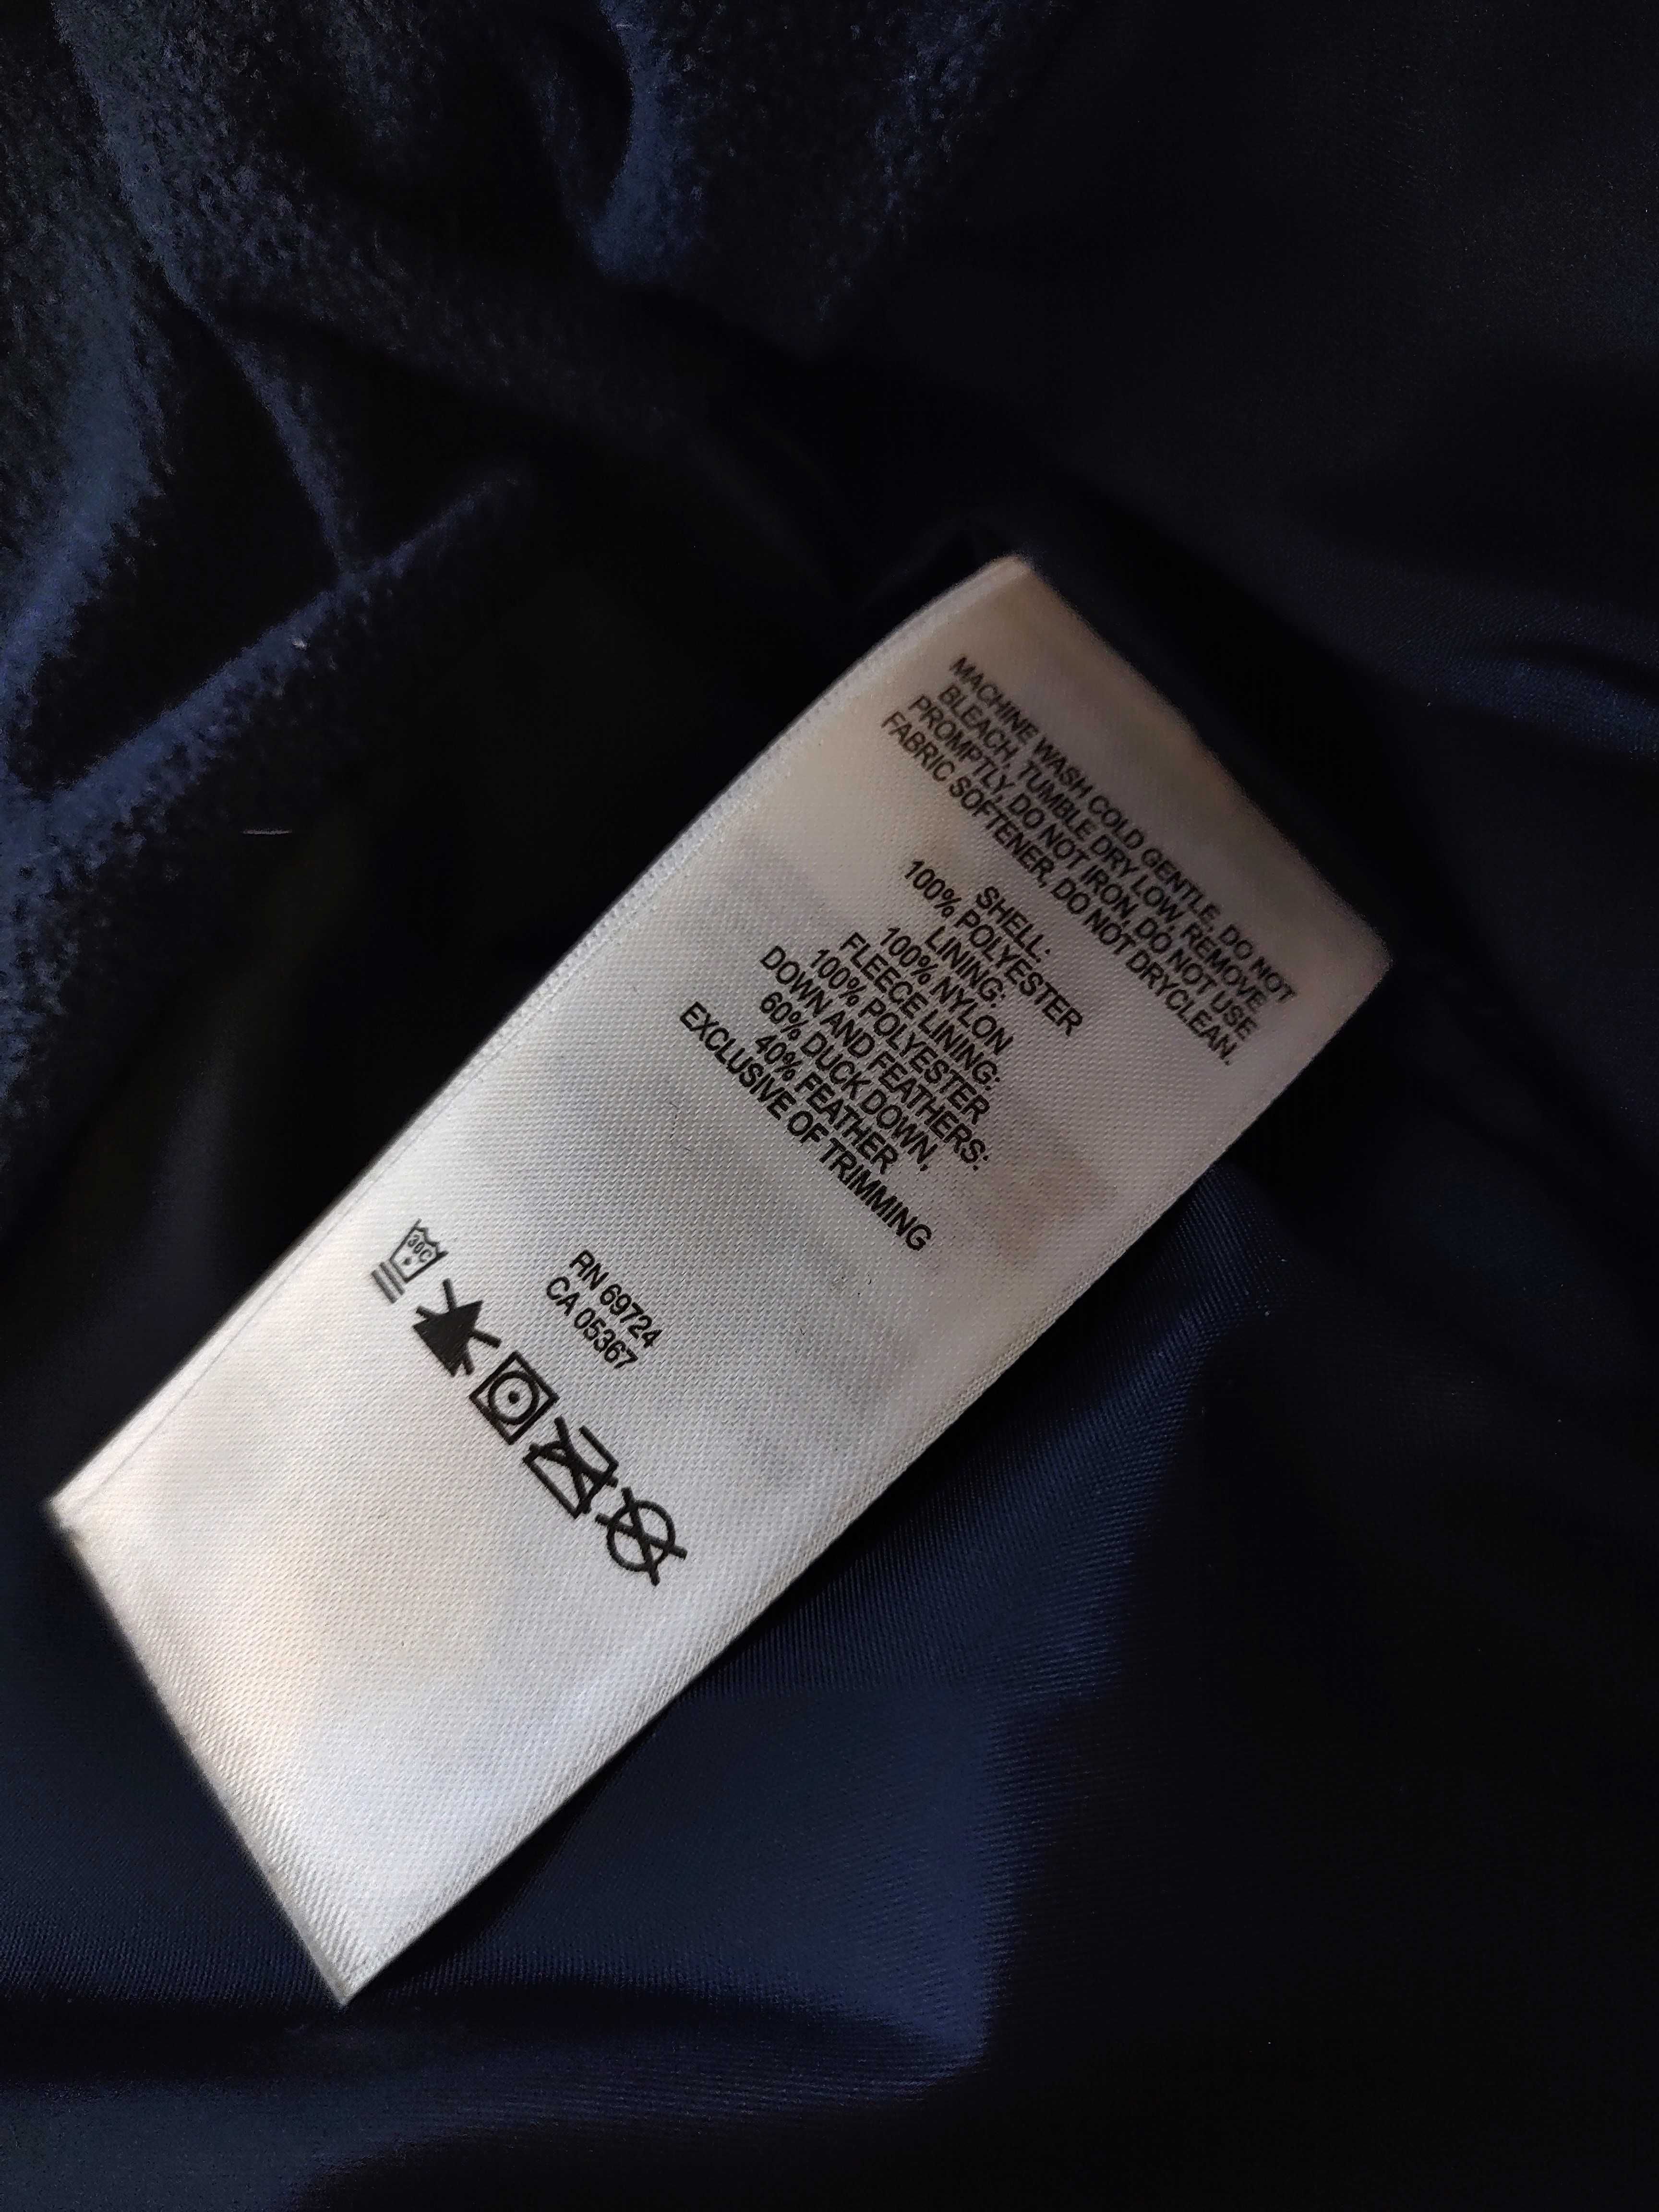 MACHINE WASH COLD GENTLE, DO NOT
BLEACH, TUMBLE DRY LOW, REMOVE
PROMPTLY, DO NOT IRON, DO NOT USE
FABRIC SOFTENER, DO NOT DRYCLEAN.
SHELL:
100% POLYESTER
LINING:
100% NYLON
FLEECE LINING:
100% POLYESTER
DOWN AND FEATHERS:
60% DUCK DOWN,
40% FEATHER
EXCLUSIVE OF TRIMMING
RN 69724
CA 05367
30C